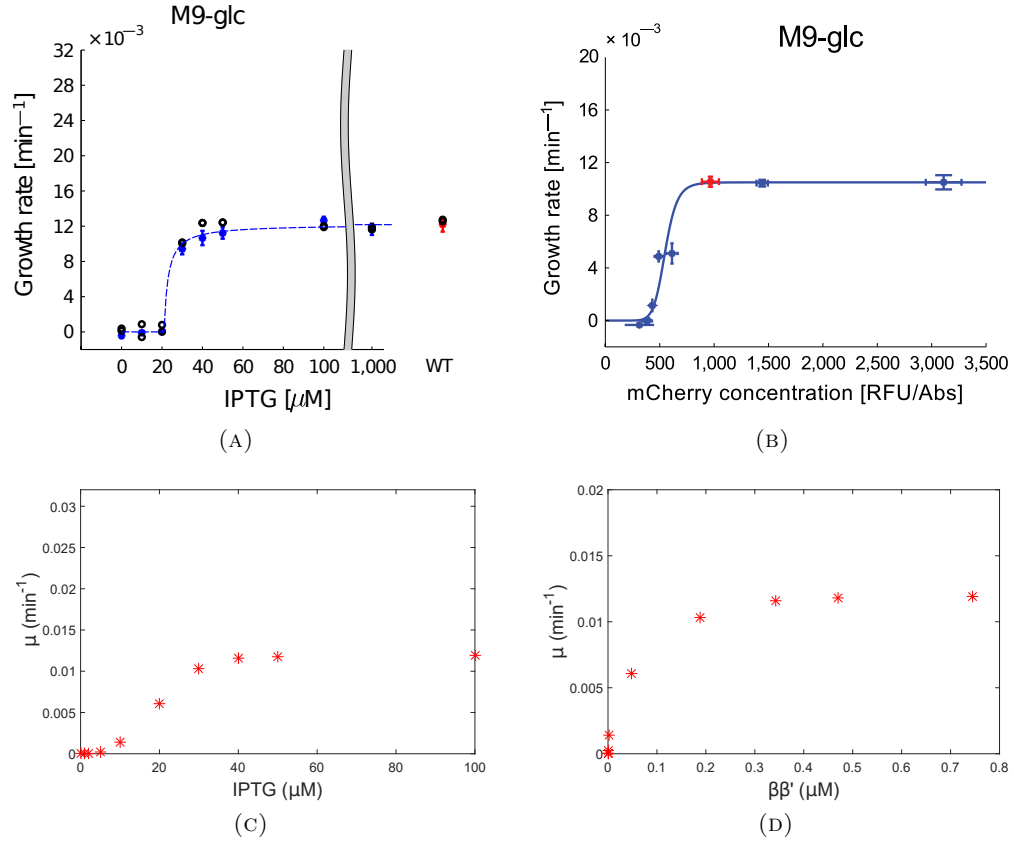 M9-glc
× 10⁻³
32
28
24
20
16
12
8
4
0
Growth rate [min⁻¹]
0 20 40 60 80 100 1,000 WT
IPTG [μM]
(A)
M9-glc
× 10⁻³
20
16
12
8
4
0
Growth rate [min⁻¹]
0 500 1,000 1,500 2,000 2,500 3,000 3,500
mCherry concentration [RFU/Abs]
(B)
0.03
0.025
0.02
0.015
0.01
0.005
0
μ (min⁻¹)
0 20 40 60 80 100
IPTG (μM)
(C)
0.02
0.015
0.01
0.005
0
μ (min⁻¹)
0 0.1 0.2 0.3 0.4 0.5 0.6 0.7 0.8
ββ' (μM)
(D)